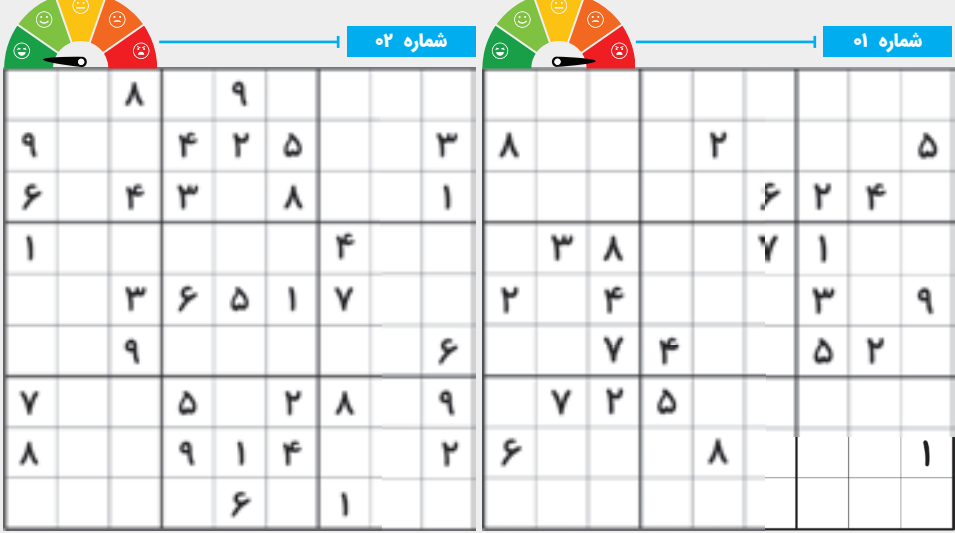 شماره ۰۱
۸ ۲ ۵
۶ ۲ ۴
۳ ۸ ۷ ۱
۲ ۴ ۳ ۹
۷ ۴ ۵ ۲
۷ ۲ ۵
۶ ۸ ۱
شماره ۰۲
۸ ۹
۹ ۴ ۲ ۵ ۳
۶ ۴ ۳ ۸ ۱
۱ ۴
۳ ۶ ۵ ۱ ۷
۹ ۶
۷ ۵ ۲ ۸ ۹
۸ ۹ ۱ ۴ ۲
۶ ۱